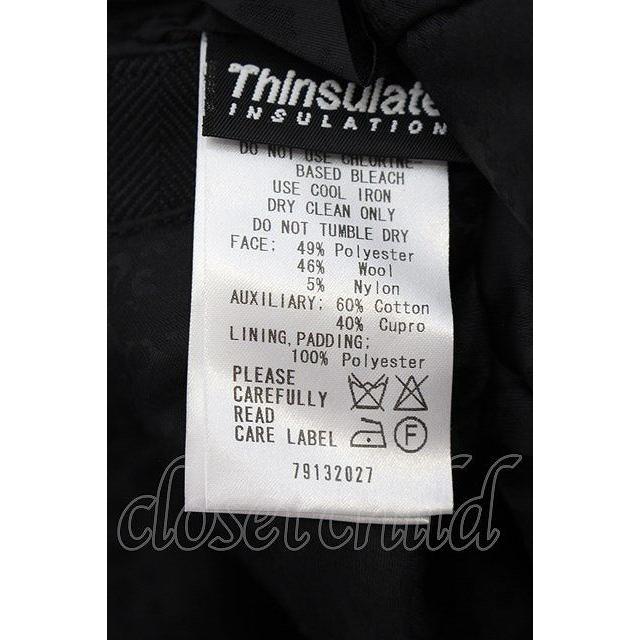 Thinsulate
INSULATION
DO NOT USE CHLORINE-
BASED BLEACH
USE COOL IRON
DRY CLEAN ONLY
DO NOT TUMBLE DRY
FACE; 49% Polyester
46% Wool
5% Nylon
AUXILIARY; 60% Cotton
40% Cupro
LINING,PADDING;
100% Polyester
PLEASE
CAREFULLY
READ
CARE LABEL
F
79132027
closet child